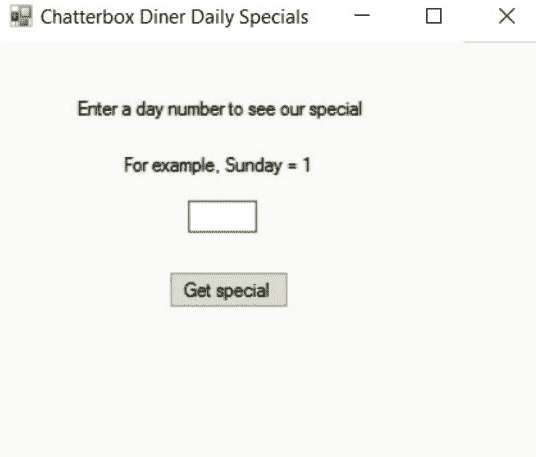 Chatterbox Diner Daily Specials
Enter a day number to see our special
For example, Sunday = 1
Get special